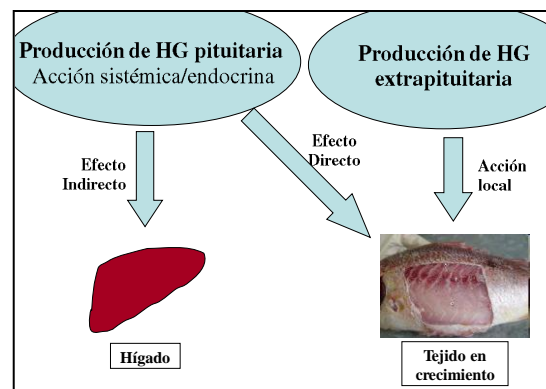 Producción de HG pituitaria
Acción sistémica/endocrina
Producción de HG
extrapituitaria
Efecto
Indirecto
Efecto
Directo
Acción
local
Hígado
Tejido en
crecimiento